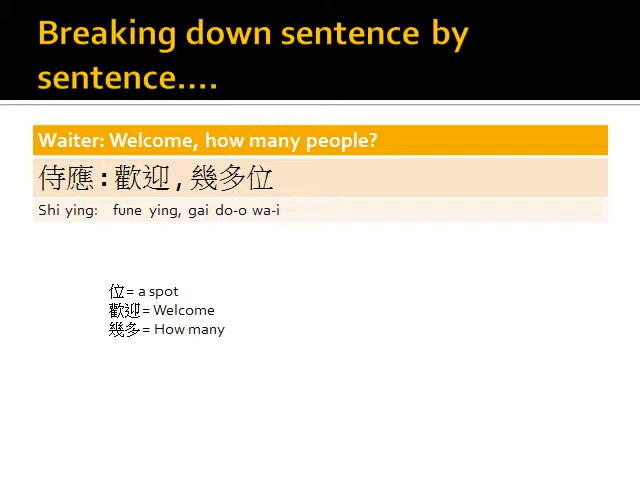 Breaking down sentence by
sentence....
Waiter: Welcome, how many people?
侍應 : 歡迎 , 幾多位
Shi ying: fune ying, gai do-o wa-i
位= a spot
歡迎= Welcome
幾多= How many